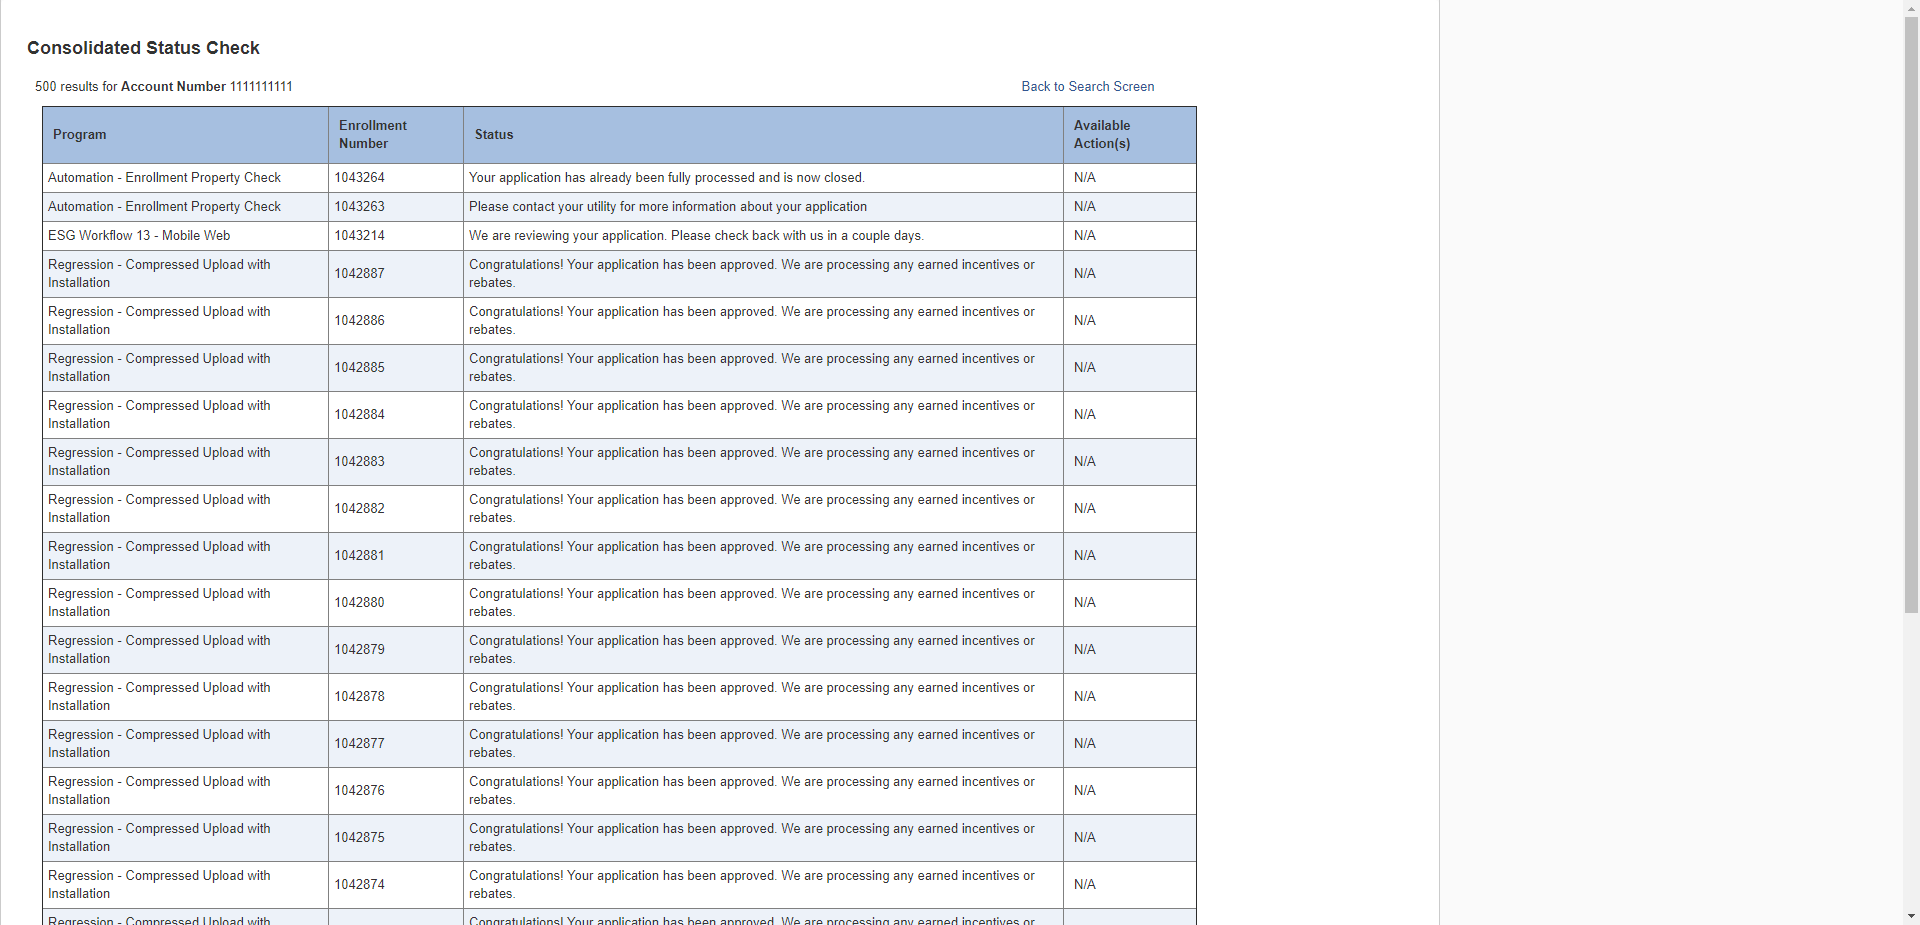 Consolidated Status Check
500 results for Account Number 1111111111
Back to Search Screen
Program
Enrollment
Number
Status
Available
Action(s)
Automation - Enrollment Property Check
1043264
Your application has already been fully processed and is now closed.
N/A
Automation - Enrollment Property Check
1043263
Please contact your utility for more information about your application
N/A
ESG Workflow 13 - Mobile Web
1043214
We are reviewing your application. Please check back with us in a couple days.
N/A
Regression - Compressed Upload with
Installation
1042887
Congratulations! Your application has been approved. We are processing any earned incentives or
rebates.
N/A
Regression - Compressed Upload with
Installation
1042886
Congratulations! Your application has been approved. We are processing any earned incentives or
rebates.
N/A
Regression - Compressed Upload with
Installation
1042885
Congratulations! Your application has been approved. We are processing any earned incentives or
rebates.
N/A
Regression - Compressed Upload with
Installation
1042884
Congratulations! Your application has been approved. We are processing any earned incentives or
rebates.
N/A
Regression - Compressed Upload with
Installation
1042883
Congratulations! Your application has been approved. We are processing any earned incentives or
rebates.
N/A
Regression - Compressed Upload with
Installation
1042882
Congratulations! Your application has been approved. We are processing any earned incentives or
rebates.
N/A
Regression - Compressed Upload with
Installation
1042881
Congratulations! Your application has been approved. We are processing any earned incentives or
rebates.
N/A
Regression - Compressed Upload with
Installation
1042880
Congratulations! Your application has been approved. We are processing any earned incentives or
rebates.
N/A
Regression - Compressed Upload with
Installation
1042879
Congratulations! Your application has been approved. We are processing any earned incentives or
rebates.
N/A
Regression - Compressed Upload with
Installation
1042878
Congratulations! Your application has been approved. We are processing any earned incentives or
rebates.
N/A
Regression - Compressed Upload with
Installation
1042877
Congratulations! Your application has been approved. We are processing any earned incentives or
rebates.
N/A
Regression - Compressed Upload with
Installation
1042876
Congratulations! Your application has been approved. We are processing any earned incentives or
rebates.
N/A
Regression - Compressed Upload with
Installation
1042875
Congratulations! Your application has been approved. We are processing any earned incentives or
rebates.
N/A
Regression - Compressed Upload with
Installation
1042874
Congratulations! Your application has been approved. We are processing any earned incentives or
rebates.
N/A
Regression - Compressed Upload with
Congratulations! Your application has been approved. We are processing any earned incentives or